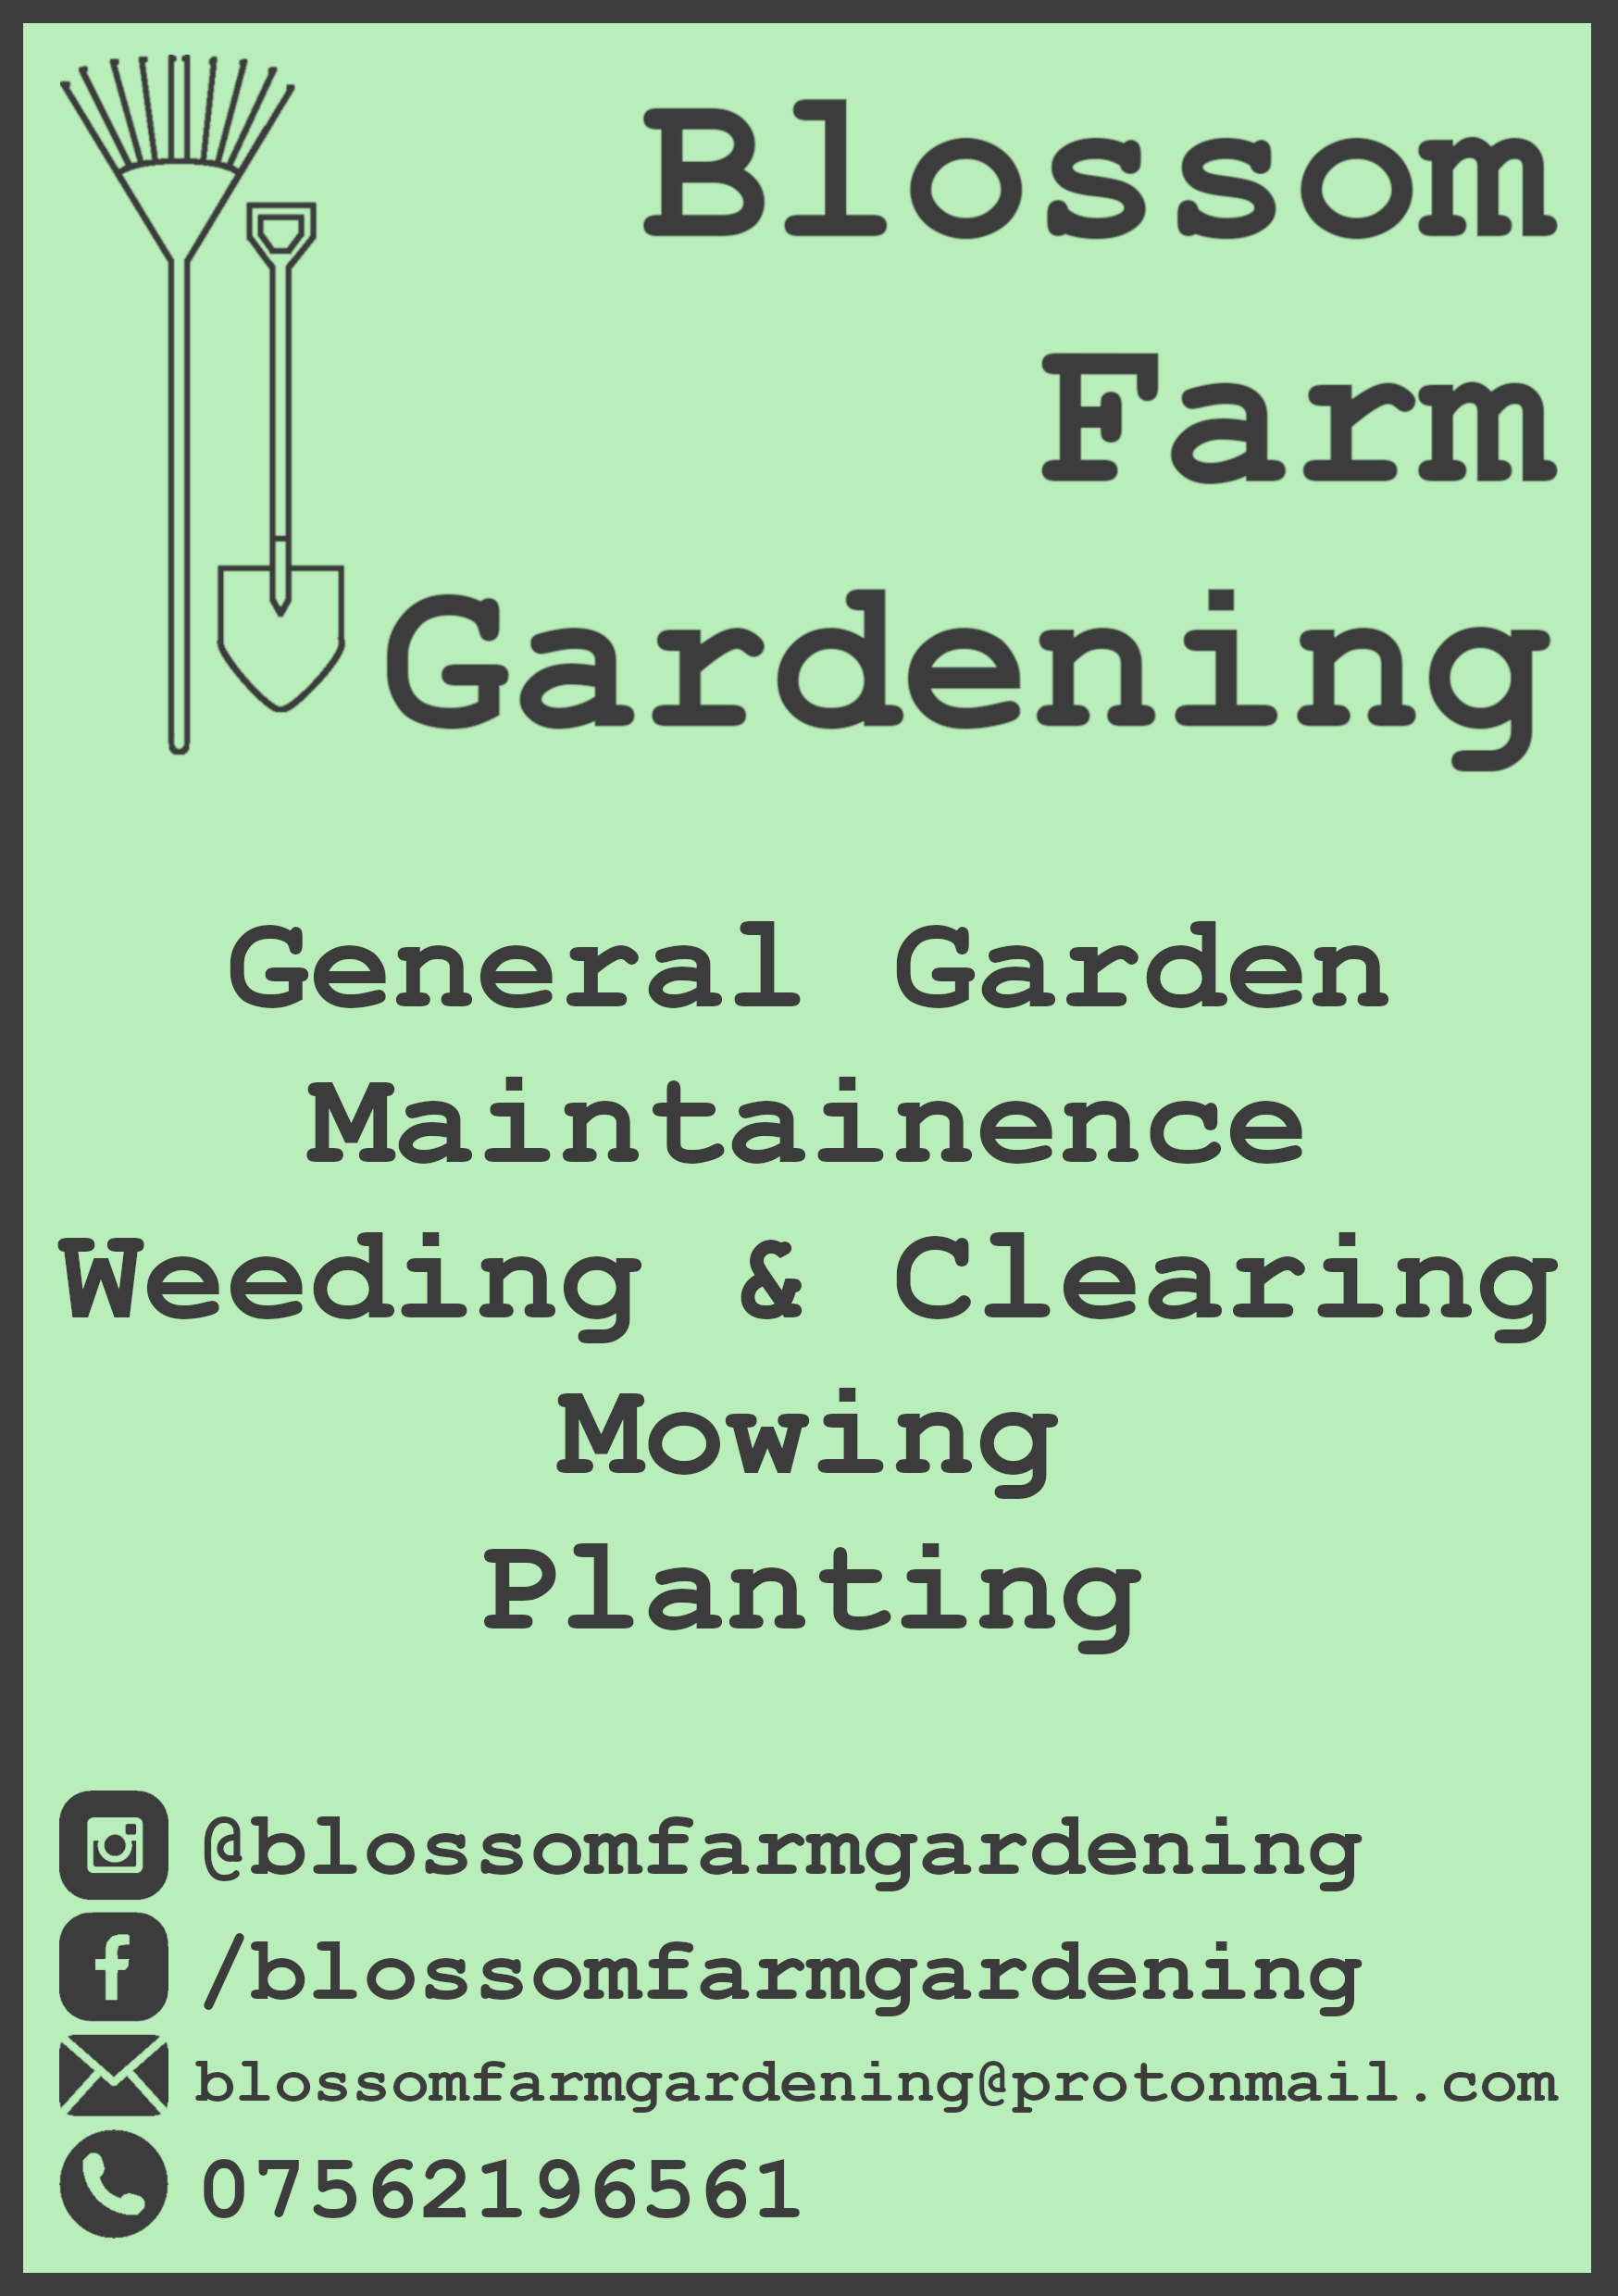 Blossom
Farm
Gardening
General Garden
Maintainence
Weeding & Clearing
Mowing
Planting
@blossomfarmgardening
/blossomfarmgardening
blossomfarmgardening@protonmail.com
07562196561